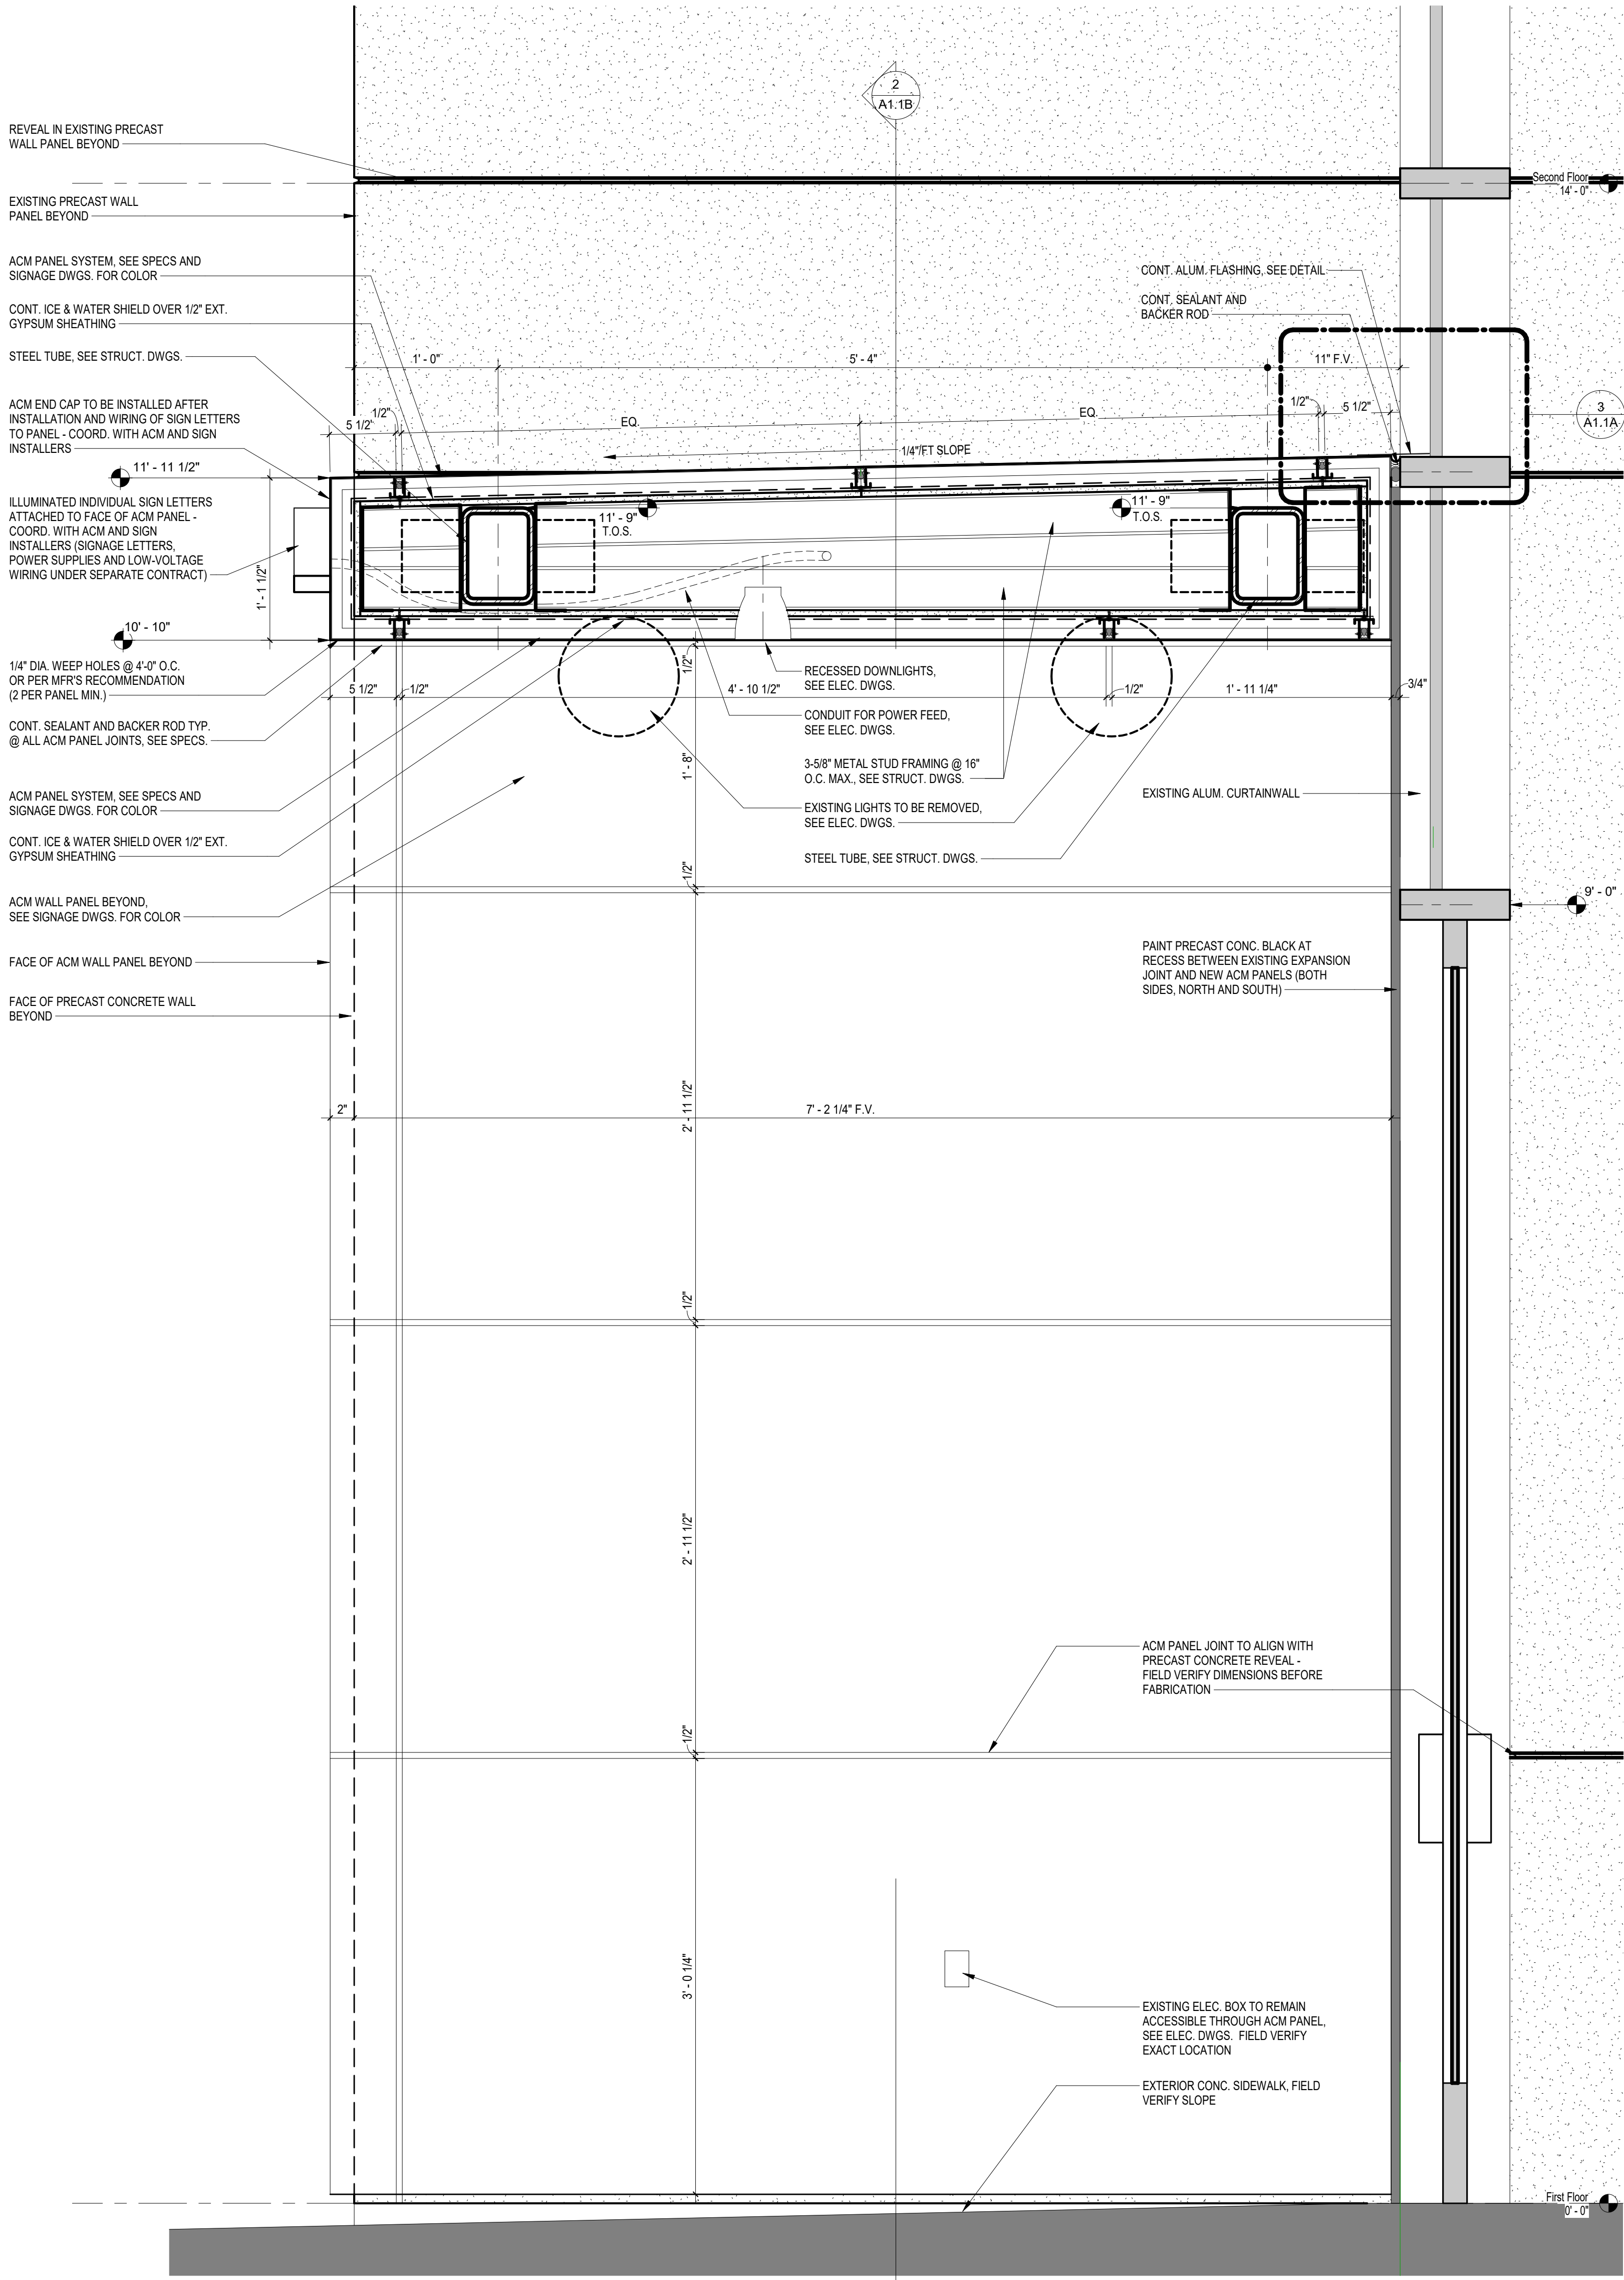 2
A1.1B
REVEAL IN EXISTING PRECAST
WALL PANEL BEYOND
Second Floor
14' - 0"
EXISTING PRECAST WALL
PANEL BEYOND
ACM PANEL SYSTEM, SEE SPECS AND
SIGNAGE DWGS. FOR COLOR
CONT. ALUM. FLASHING, SEE DETAIL
CONT. SEALANT AND
BACKER ROD
CONT. ICE & WATER SHIELD OVER 1/2" EXT.
GYPSUM SHEATHING
STEEL TUBE, SEE STRUCT. DWGS.
1' - 0"
5' - 4"
11" F.V.
ACM END CAP TO BE INSTALLED AFTER
INSTALLATION AND WIRING OF SIGN LETTERS
TO PANEL - COORD. WITH ACM AND SIGN
INSTALLERS
5 1/2"
1/2"
EQ.
EQ.
1/2"
5 1/2"
3
A1.1A
1/4"/FT SLOPE
11' - 11 1/2"
ILLUMINATED INDIVIDUAL SIGN LETTERS
ATTACHED TO FACE OF ACM PANEL -
COORD. WITH ACM AND SIGN
INSTALLERS (SIGNAGE LETTERS,
POWER SUPPLIES AND LOW-VOLTAGE
WIRING UNDER SEPARATE CONTRACT)
11' - 9"
T.O.S.
11' - 9"
T.O.S.
1' - 1 1/2"
10' - 10"
1/4" DIA. WEEP HOLES @ 4'-0" O.C.
OR PER MFR'S RECOMMENDATION
(2 PER PANEL MIN.)
1/2"
RECESSED DOWNLIGHTS,
SEE ELEC. DWGS.
5 1/2"
1/2"
4' - 10 1/2"
1/2"
1' - 11 1/4"
3/4"
CONT. SEALANT AND BACKER ROD TYP.
@ ALL ACM PANEL JOINTS, SEE SPECS.
CONDUIT FOR POWER FEED,
SEE ELEC. DWGS.
1' - 8"
3-5/8" METAL STUD FRAMING @ 16"
O.C. MAX., SEE STRUCT. DWGS.
ACM PANEL SYSTEM, SEE SPECS AND
SIGNAGE DWGS. FOR COLOR
EXISTING LIGHTS TO BE REMOVED,
SEE ELEC. DWGS.
EXISTING ALUM. CURTAINWALL
CONT. ICE & WATER SHIELD OVER 1/2" EXT.
GYPSUM SHEATHING
STEEL TUBE, SEE STRUCT. DWGS.
1/2"
9' - 0"
ACM WALL PANEL BEYOND,
SEE SIGNAGE DWGS. FOR COLOR
FACE OF ACM WALL PANEL BEYOND
PAINT PRECAST CONC. BLACK AT
RECESS BETWEEN EXISTING EXPANSION
JOINT AND NEW ACM PANELS (BOTH
SIDES, NORTH AND SOUTH)
FACE OF PRECAST CONCRETE WALL
BEYOND
2"
2' - 11 1/2"
7' - 2 1/4" F.V.
1/2"
2' - 11 1/2"
ACM PANEL JOINT TO ALIGN WITH
PRECAST CONCRETE REVEAL -
FIELD VERIFY DIMENSIONS BEFORE
FABRICATION
1/2"
3' - 0 1/4"
EXISTING ELEC. BOX TO REMAIN
ACCESSIBLE THROUGH ACM PANEL,
SEE ELEC. DWGS.  FIELD VERIFY
EXACT LOCATION
EXTERIOR CONC. SIDEWALK, FIELD
VERIFY SLOPE
First Floor
0' - 0"